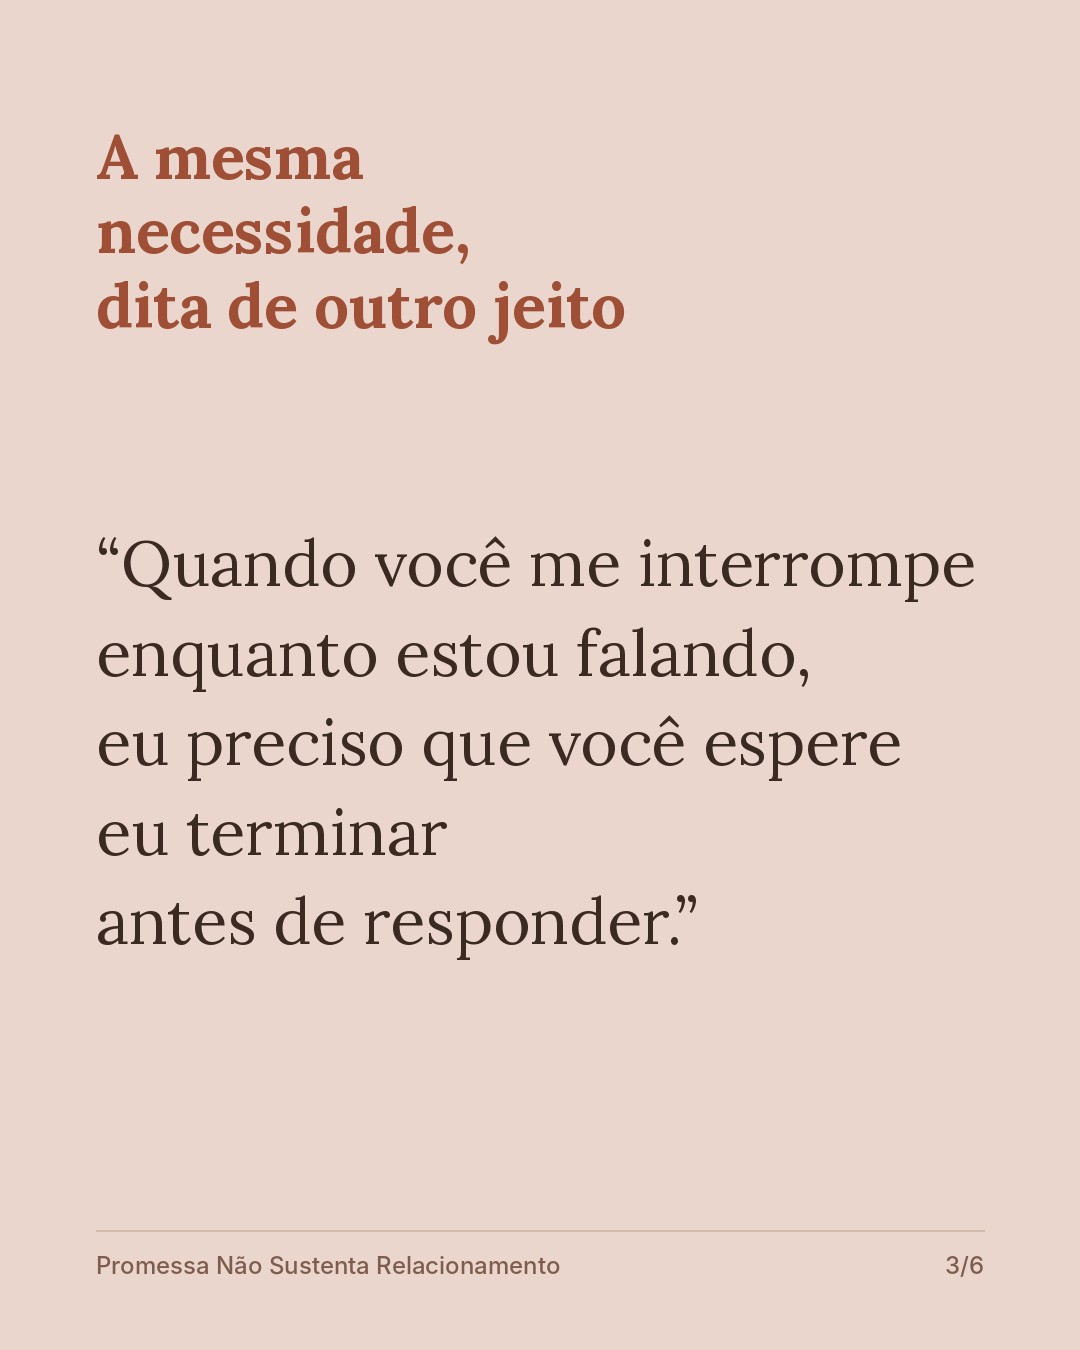 A mesma
necessidade,
dita de outro jeito
“Quando você me interrompe
enquanto estou falando,
eu preciso que você espere
eu terminar
antes de responder.”
Promessa Não Sustenta Relacionamento
3/6